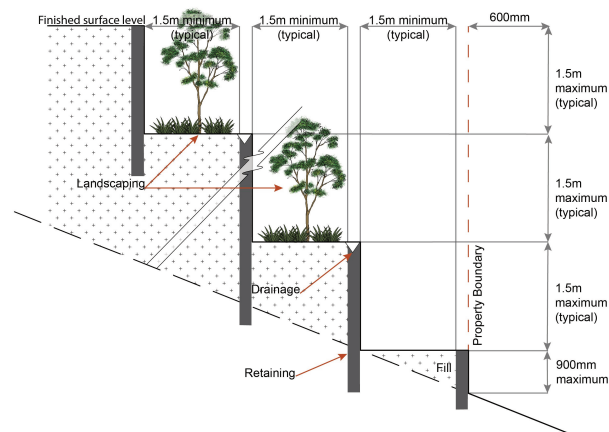 Finished surface level
1.5m minimum
(typical)
1.5m minimum
(typical)
1.5m minimum
(typical)
600mm
1.5m
maximum
(typical)
Landscaping
1.5m
maximum
(typical)
Drainage
Property Boundary
1.5m
maximum
(typical)
Retaining
Fill
900mm
maximum